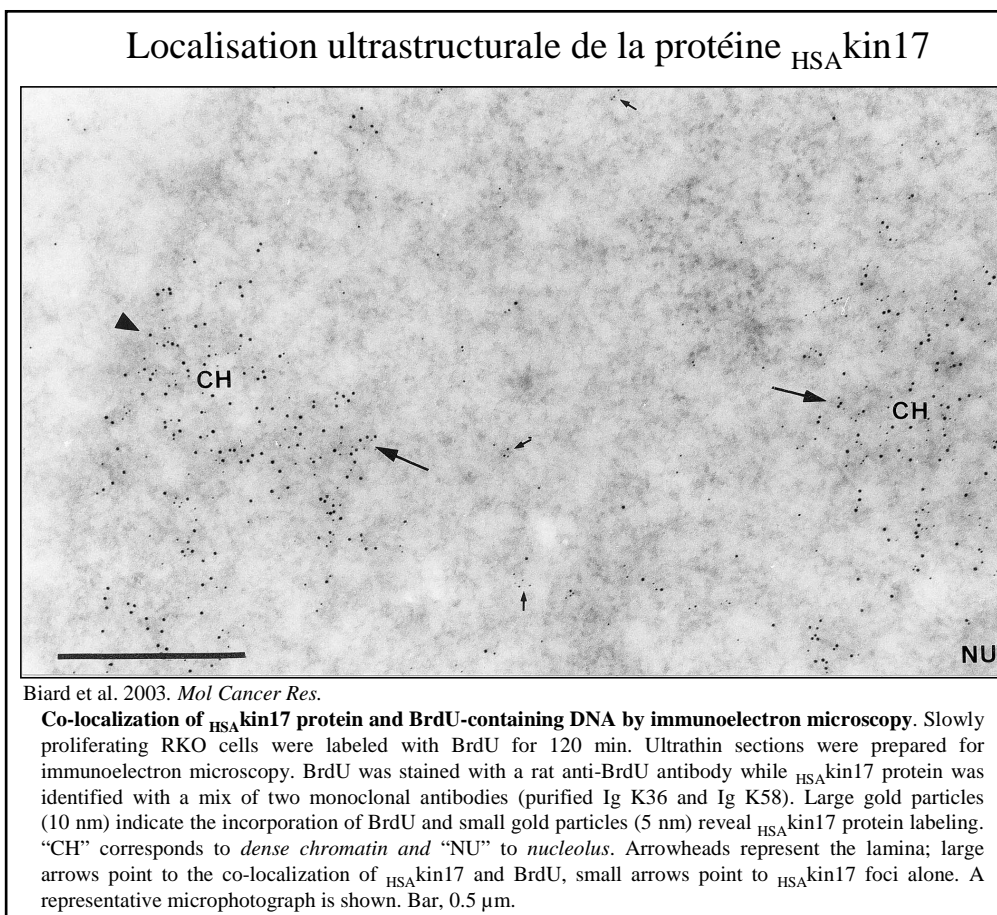 Localisation ultrastructurale de la protéine HSAkin17
CH
CH
NU
Biard et al. 2003. Mol Cancer Res.
Co-localization of HSAkin17 protein and BrdU-containing DNA by immunoelectron microscopy. Slowly
proliferating RKO cells were labeled with BrdU for 120 min. Ultrathin sections were prepared for
immunoelectron microscopy. BrdU was stained with a rat anti-BrdU antibody while HSAkin17 protein was
identified with a mix of two monoclonal antibodies (purified Ig K36 and Ig K58). Large gold particles
(10 nm) indicate the incorporation of BrdU and small gold particles (5 nm) reveal HSAkin17 protein labeling.
“CH” corresponds to dense chromatin and “NU” to nucleolus. Arrowheads represent the lamina; large
arrows point to the co-localization of HSAkin17 and BrdU, small arrows point to HSAkin17 foci alone. A
representative microphotograph is shown. Bar, 0.5 µm.